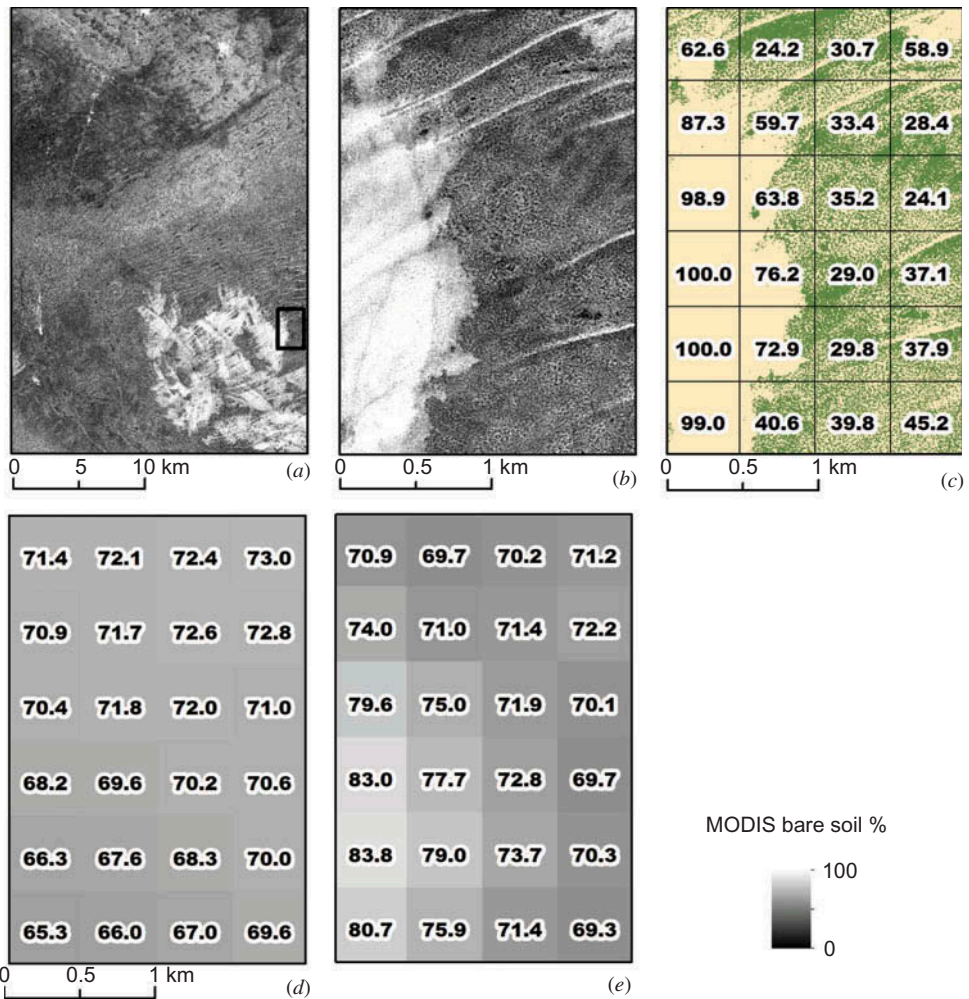 0 5 10 km
(a)
0 0.5 1 km
(b)
62.6 24.2 30.7 58.9
87.3 59.7 33.4 28.4
98.9 63.8 35.2 24.1
100.0 76.2 29.0 37.1
100.0 72.9 29.8 37.9
99.0 40.6 39.8 45.2
0 0.5 1 km
(c)
71.4 72.1 72.4 73.0
70.9 71.7 72.6 72.8
70.4 71.8 72.0 71.0
68.2 69.6 70.2 70.6
66.3 67.6 68.3 70.0
65.3 66.0 67.0 69.6
0 0.5 1 km
(d)
70.9 69.7 70.2 71.2
74.0 71.0 71.4 72.2
79.6 75.0 71.9 70.1
83.0 77.7 72.8 69.7
83.8 79.0 73.7 70.3
80.7 75.9 71.4 69.3
(e)
MODIS bare soil %
100
0